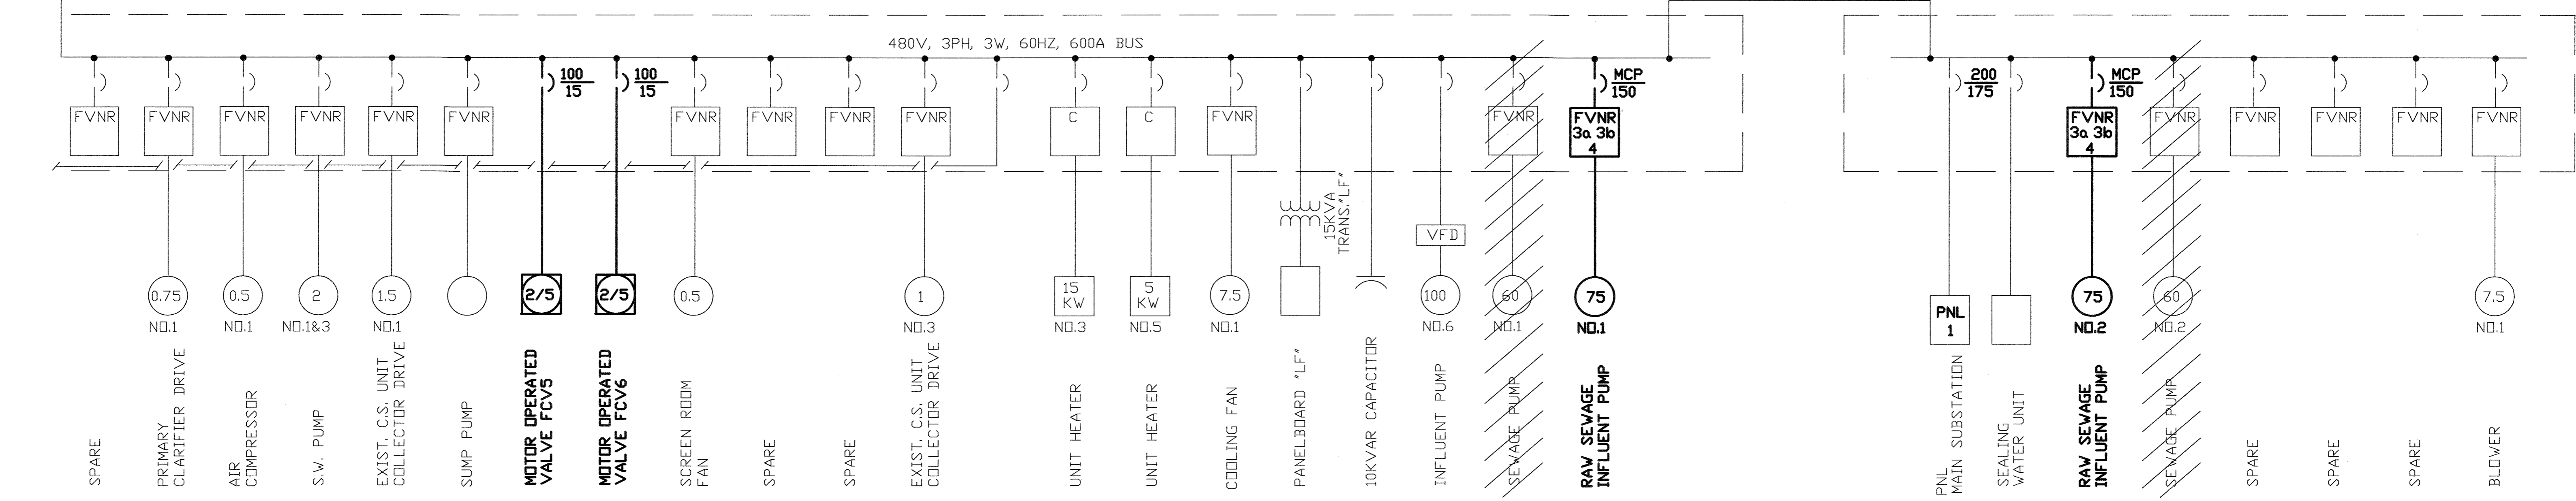 480V, 3PH, 3W, 60HZ, 600A BUS
100
15
100
15
MCP
150
200
175
MCP
150
FVNR
FVNR
FVNR
FVNR
FVNR
FVNR
FVNR
FVNR
FVNR
FVNR
C
C
FVNR
FVNR
FVNR
3a 3b
4
FVNR
3a 3b
4
FVNR
FVNR
FVNR
FVNR
FVNR
15KVA
TRANS."LF"
VFD
0.75
0.5
2
1.5
2/5
2/5
0.5
1
15
KW
5
KW
7.5
100
60
75
PNL
1
75
60
7.5
NO.1
NO.1
NO.1&3
NO.1
NO.3
NO.3
NO.5
NO.1
NO.6
NO.1
NO.1
NO.2
NO.2
NO.1
SPARE
PRIMARY
CLARIFIER DRIVE
AIR
COMPRESSOR
S.W. PUMP
EXIST. C.S. UNIT
COLLECTOR DRIVE
SUMP PUMP
MOTOR OPERATED
VALVE FCV5
MOTOR OPERATED
VALVE FCV6
SCREEN ROOM
FAN
SPARE
SPARE
EXIST. C.S. UNIT
COLLECTOR DRIVE
UNIT HEATER
UNIT HEATER
COOLING FAN
PANELBOARD "LF"
10KVAR CAPACITOR
INFLUENT PUMP
SEWAGE PUMP
RAW SEWAGE
INFLUENT PUMP
PNL
MAIN SUBSTATION
SEALING
WATER UNIT
RAW SEWAGE
INFLUENT PUMP
SEWAGE PUMP
SPARE
SPARE
SPARE
BLOWER